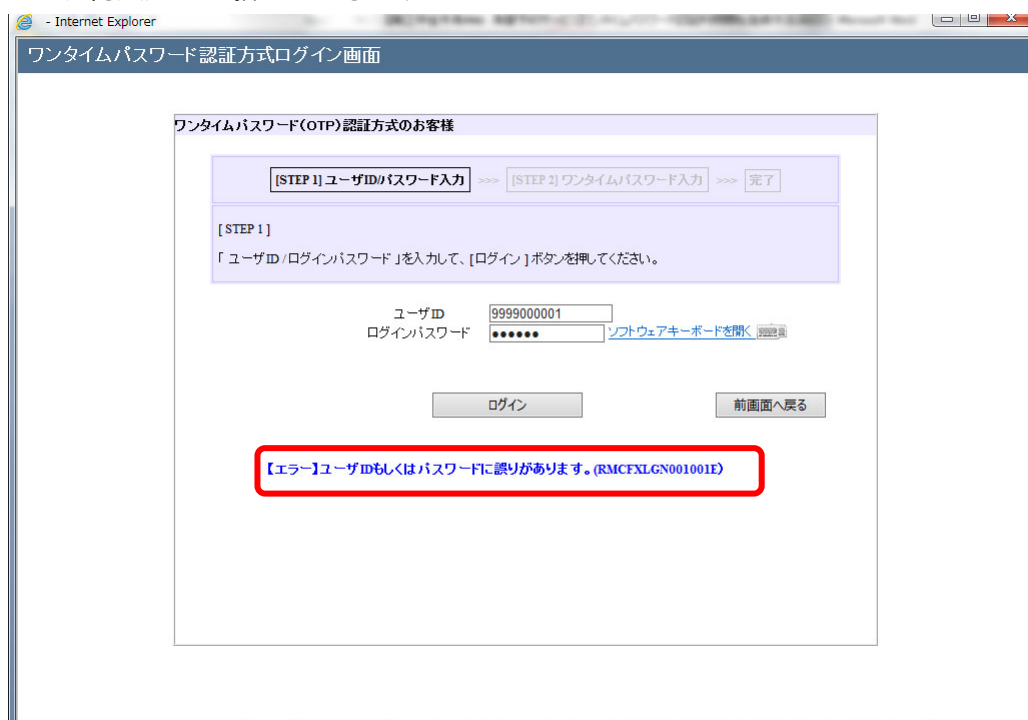 - Internet Explorer
ワンタイムパスワード認証方式ログイン画面
ワンタイムパスワード(OTP)認証方式のお客様
[STEP 1] ユーザID/パスワード入力 >>> [STEP 2] ワンタイムパスワード入力 >>> 完了
[ STEP 1 ]
「 ユーザID /ログインパスワード 」を入力して、[ログイン ] ボタンを押してください。
ユーザID 9999000001
ログインパスワード ●●●●●● ソフトウェアキーボードを開く
ログイン 前画面へ戻る
【エラー】ユーザIDもしくはパスワードに誤りがあります。(RMCFXLGN001001E)